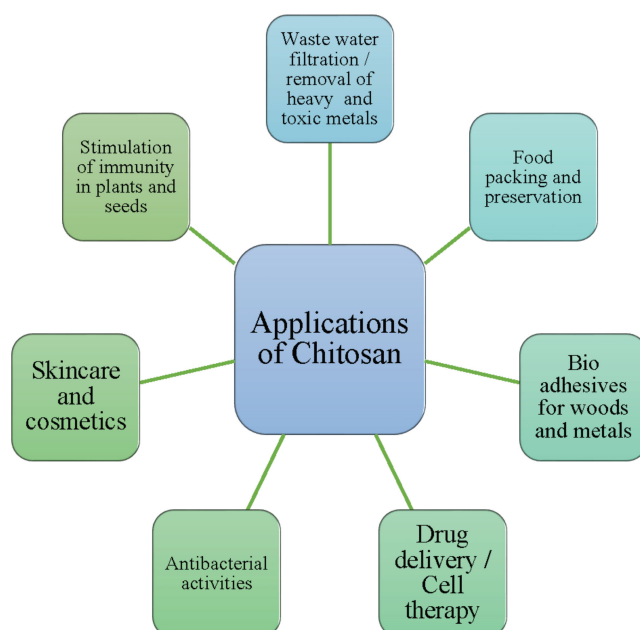 Waste water
filtration /
removal of
heavy and
toxic metals
Stimulation
of immunity
in plants and
seeds
Food
packing and
preservation
Applications
of Chitosan
Skincare
and
cosmetics
Bio
adhesives
for woods
and metals
Antibacterial
activities
Drug
delivery /
Cell
therapy